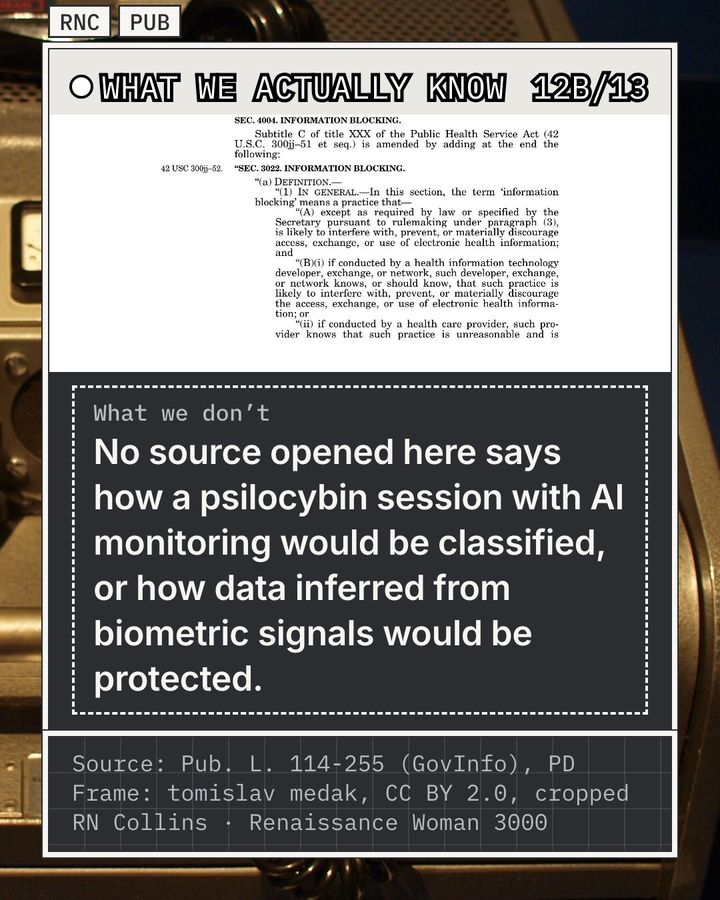 RNC PUB
WHAT WE ACTUALLY KNOW 12B/13
SEC. 4004. INFORMATION BLOCKING.
Subtitle C of title XXX of the Public Health Service Act (42
U.S.C. 300jj–51 et seq.) is amended by adding at the end the
following:
42 USC 300jj–52.
“SEC. 3022. INFORMATION BLOCKING.
“(a) DEFINITION.—
“(1) IN GENERAL.—In this section, the term ‘information
blocking’ means a practice that—
“(A) except as required by law or specified by the
Secretary pursuant to rulemaking under paragraph (3),
is likely to interfere with, prevent, or materially discourage
access, exchange, or use of electronic health information;
and
“(B)(i) if conducted by a health information technology
developer, exchange, or network, such developer, exchange,
or network knows, or should know, that such practice is
likely to interfere with, prevent, or materially discourage
the access, exchange, or use of electronic health informa-
tion; or
“(ii) if conducted by a health care provider, such pro-
vider knows that such practice is unreasonable and is
What we don’t
No source opened here says
how a psilocybin session with AI
monitoring would be classified,
or how data inferred from
biometric signals would be
protected.
Source: Pub. L. 114-255 (GovInfo), PD
Frame: tomislav medak, CC BY 2.0, cropped
RN Collins · Renaissance Woman 3000